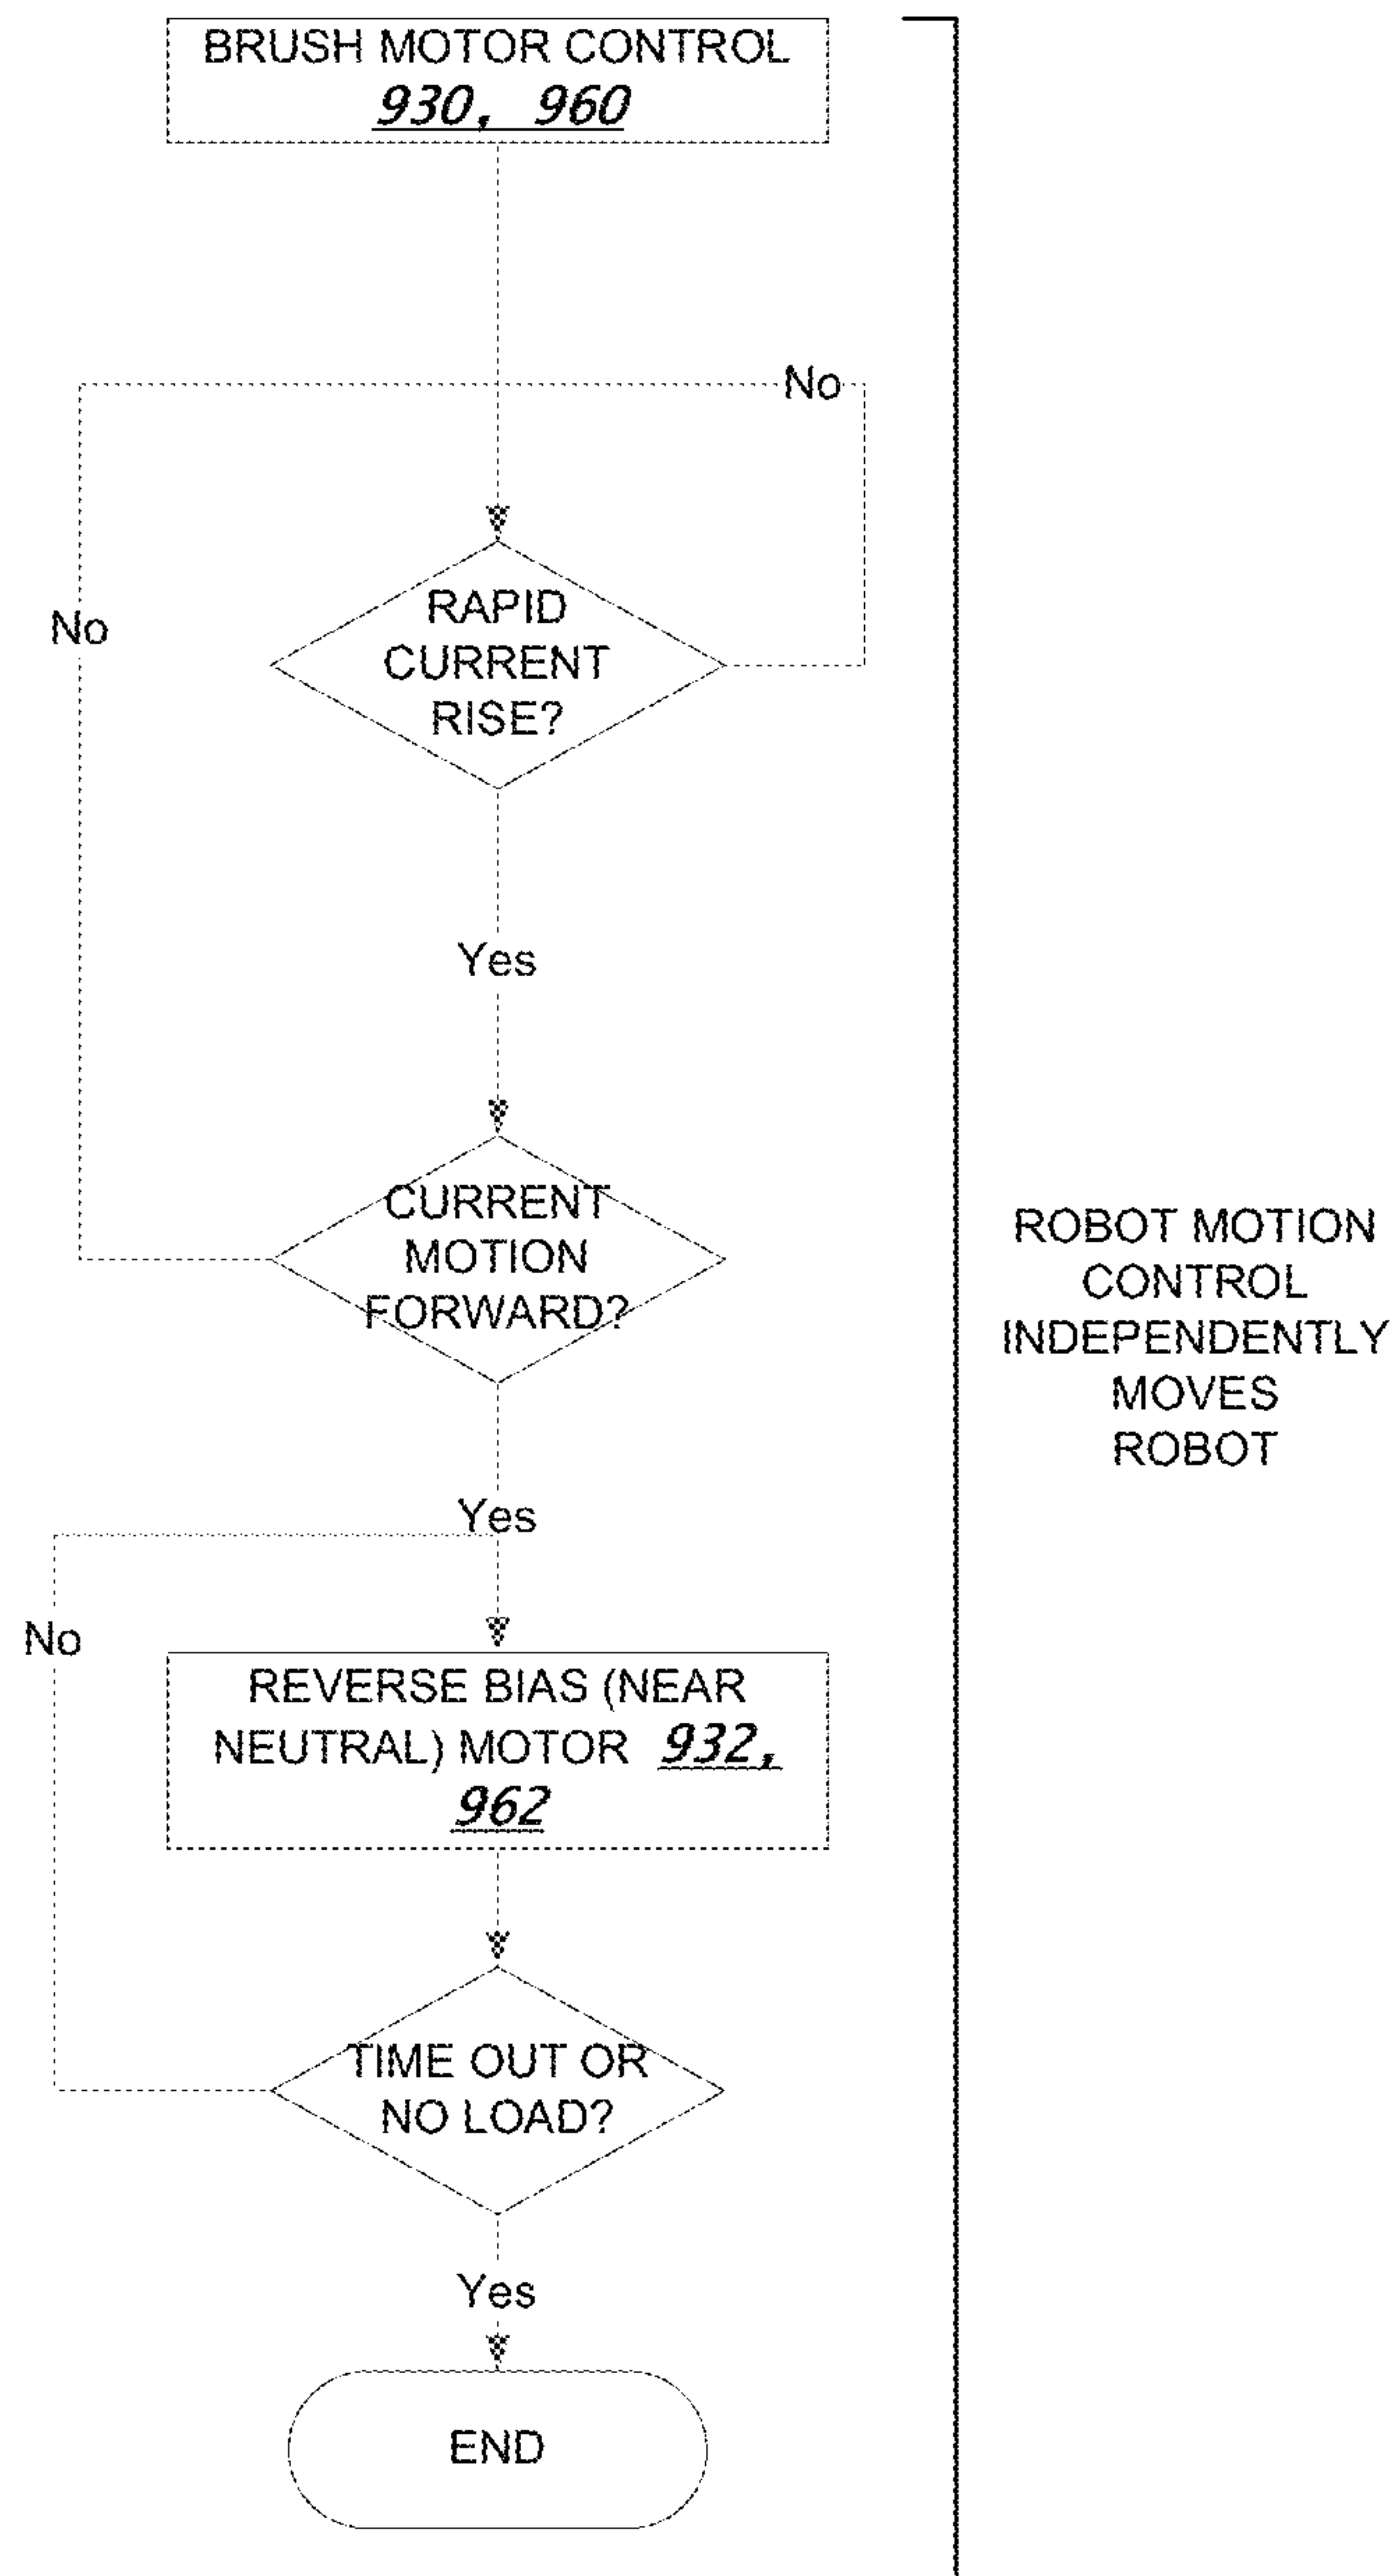 BRUSH MOTOR CONTROL
930, 960
No
No
RAPID
CURRENT
RISE?
Yes
CURRENT
MOTION
FORWARD?
ROBOT MOTION
CONTROL
INDEPENDENTLY
MOVES
ROBOT
Yes
No
REVERSE BIAS (NEAR
NEUTRAL) MOTOR 932,
962
TIME OUT OR
NO LOAD?
Yes
END